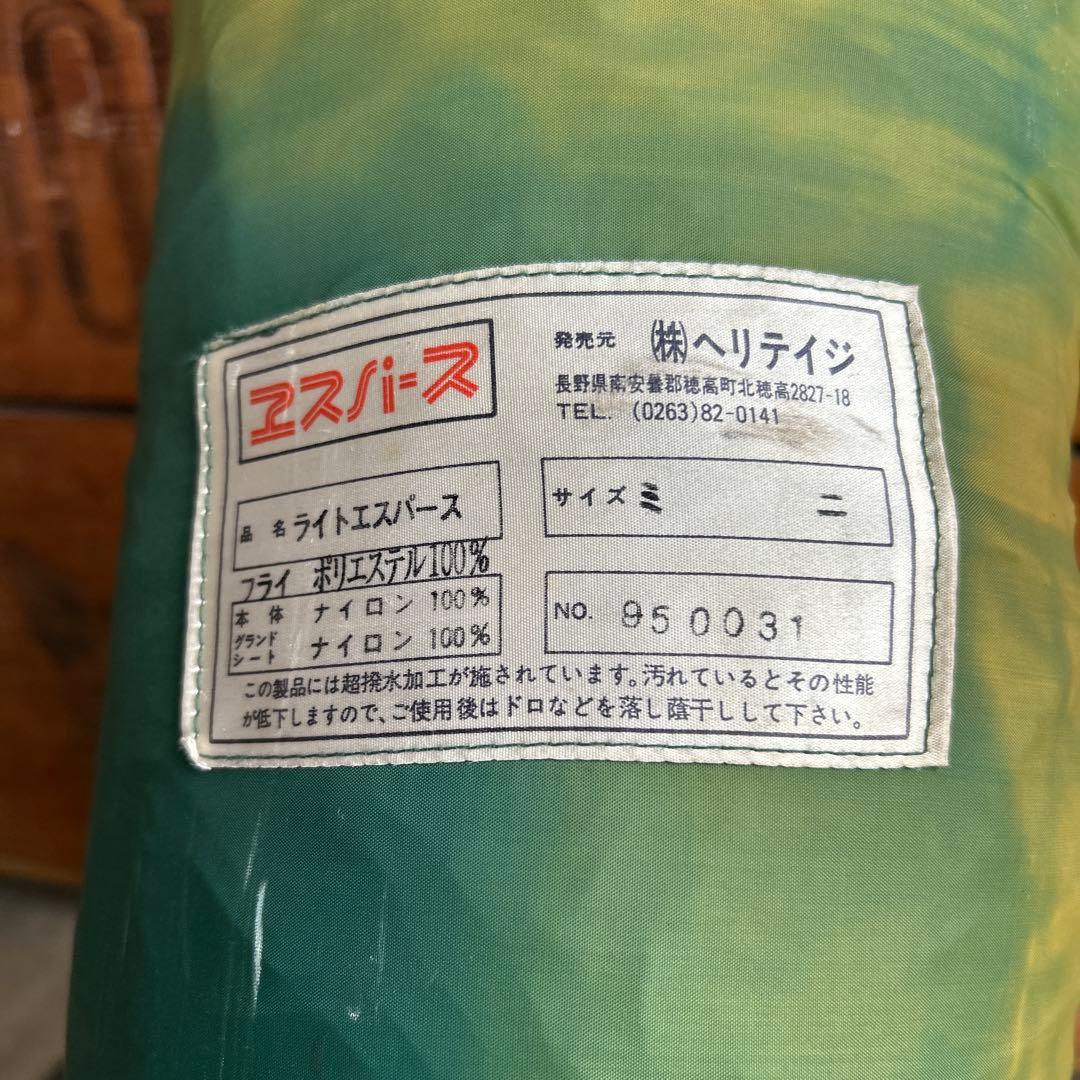 ヱスパース
発売元 ㈱ヘリテイジ
長野県南安曇郡穂高町北穂高2827-18
TEL. (0263)82-0141
品名 ライトエスパース
フライ ポリエステル100%
本体 ナイロン 100%
グランドシート ナイロン 100%
サイズ ミニ
NO. 950031
この製品には超撥水加工が施されています。汚れているとその性能
が低下しますので、ご使用後はドロなどを落し蔭干しして下さい。